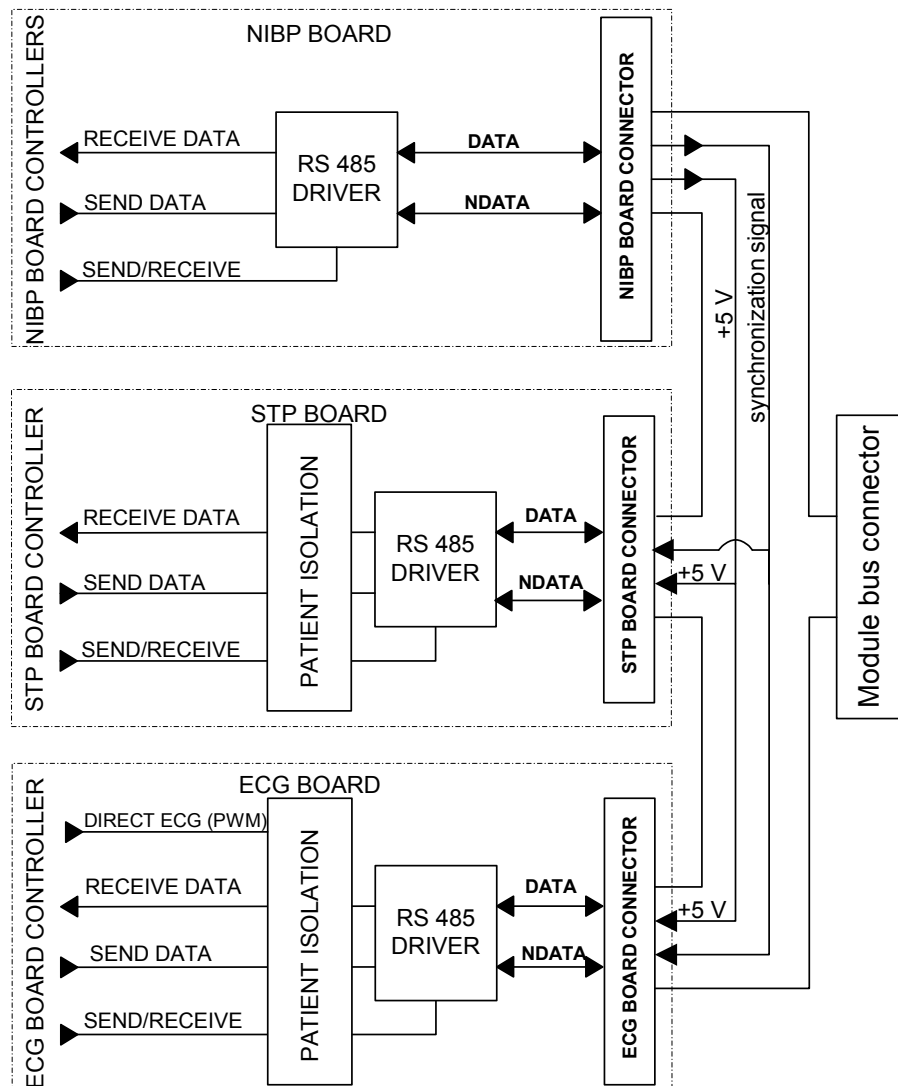 NIBP BOARD
NIBP BOARD CONTROLLERS
RECEIVE DATA
SEND DATA
SEND/RECEIVE
RS 485
DRIVER
DATA
NDATA
NIBP BOARD CONNECTOR
+5 V
synchronization signal
STP BOARD
STP BOARD CONTROLLER
RECEIVE DATA
SEND DATA
SEND/RECEIVE
PATIENT ISOLATION
RS 485
DRIVER
DATA
NDATA
STP BOARD CONNECTOR
+5 V
Module bus connector
ECG BOARD
ECG BOARD CONTROLLER
DIRECT ECG (PWM)
RECEIVE DATA
SEND DATA
SEND/RECEIVE
PATIENT ISOLATION
RS 485
DRIVER
DATA
NDATA
ECG BOARD CONNECTOR
+5 V